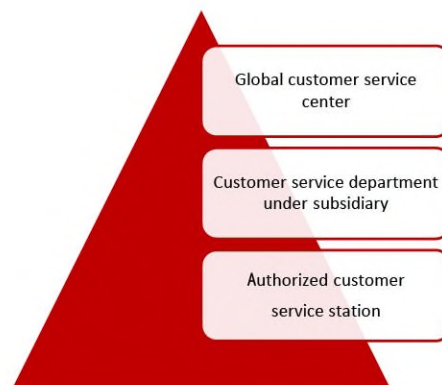 Global customer service
center
Customer service department
under subsidiary
Authorized customer
service station